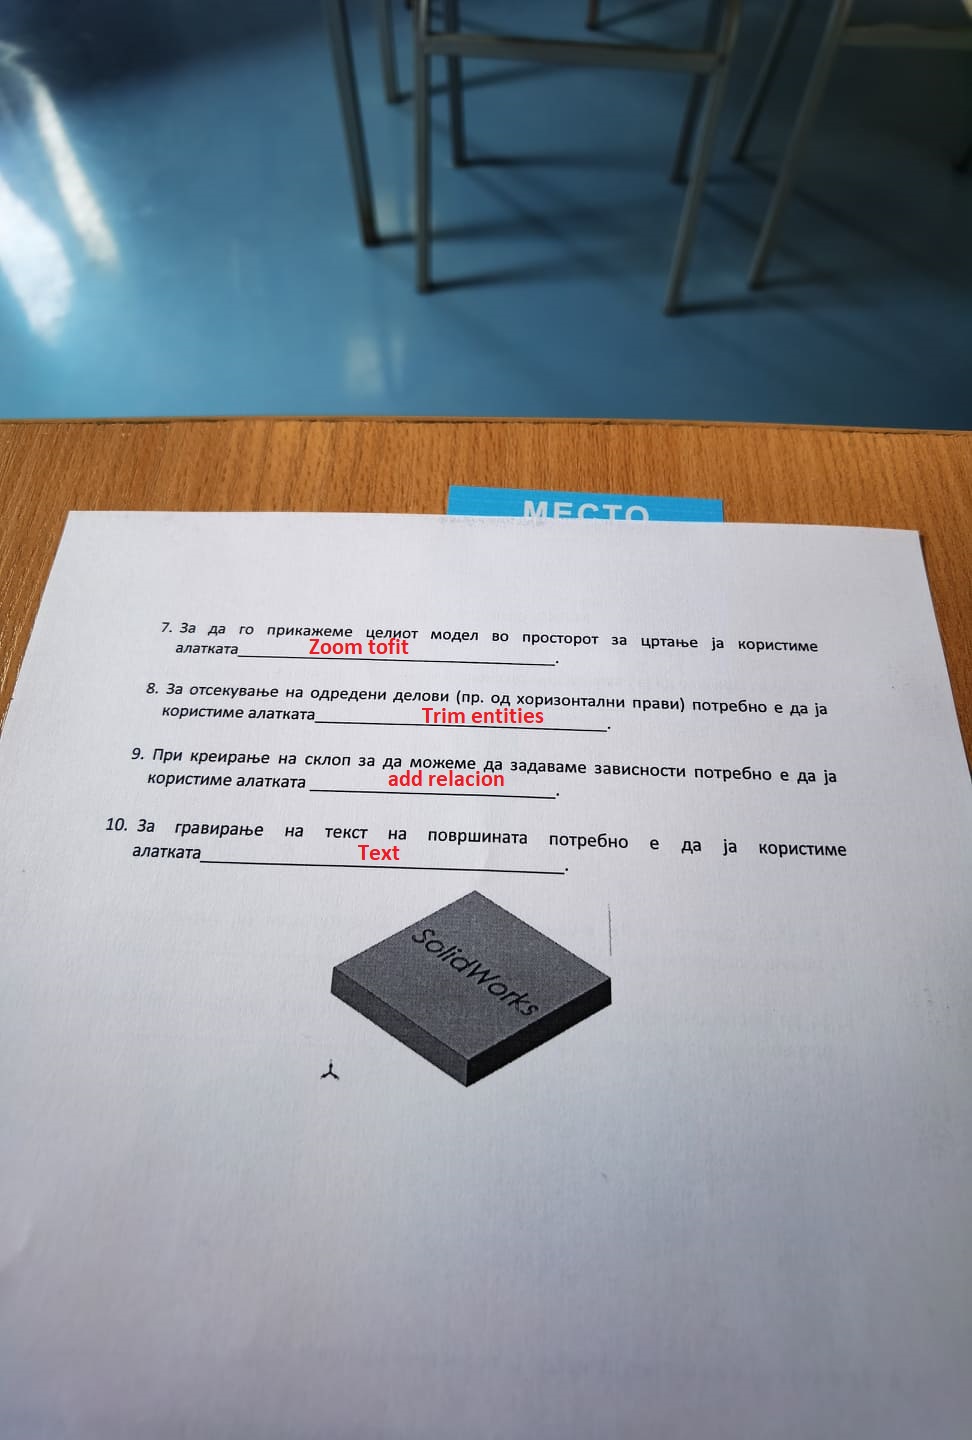 МЕСТО
7. За да го прикажеме целиот модел во просторот за цртање ја користиме
алатката Zoom tofit.
8. За отсекување на одредени делови (пр. од хоризонтални прави) потребно е да ја
користиме алатката Trim entities.
9. При креирање на склоп за да можеме да задаваме зависности потребно е да ја
користиме алатката add relacion.
10. За гравирање на текст на површината потребно е да ја користиме
алатката Text.
SolidWorks